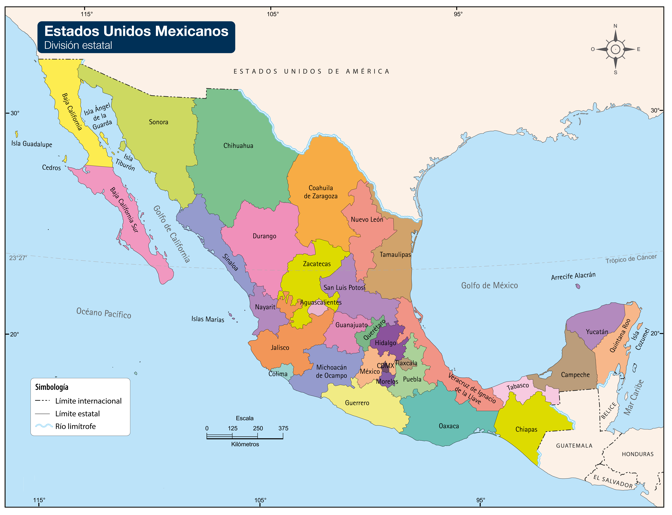 115°
95°
Estados Unidos Mexicanos
División estatal
N
O
E
S
ESTADOS UNIDOS DE AMÉRICA
30°
30°
Baja California
Isla Ángel
de la
Guarda
Sonora
Chihuahua
Isla Guadalupe
Isla
Tiburón
Cedros
Coahuila
de Zaragoza
Baja California Sur
Golfo de California
Nuevo León
Durango
Tamaulipas
Sinaloa
Zacatecas
23°27'
Trópico de Cáncer
Arrecife Alacrán
San Luis Potosí
Golfo de México
Aguascalientes
Nayarit
Islas Marías
Océano Pacífico
20°
20°
Guanajuato
Querétaro
Hidalgo
Yucatán
Quintana Roo
Isla
Cozumel
Jalisco
Tlaxcala
CDMX
México
Michoacán
de Ocampo
Colima
Morelos
Puebla
Veracruz de Ignacio
de la Llave
Tabasco
Campeche
Mar Caribe
BELICE
Simbología
Límite internacional
Límite estatal
Río limítrofe
Guerrero
Escala
0
125
250
375
Kilómetros
Oaxaca
Chiapas
GUATEMALA
HONDURAS
EL SALVADOR
115°
105°
95°